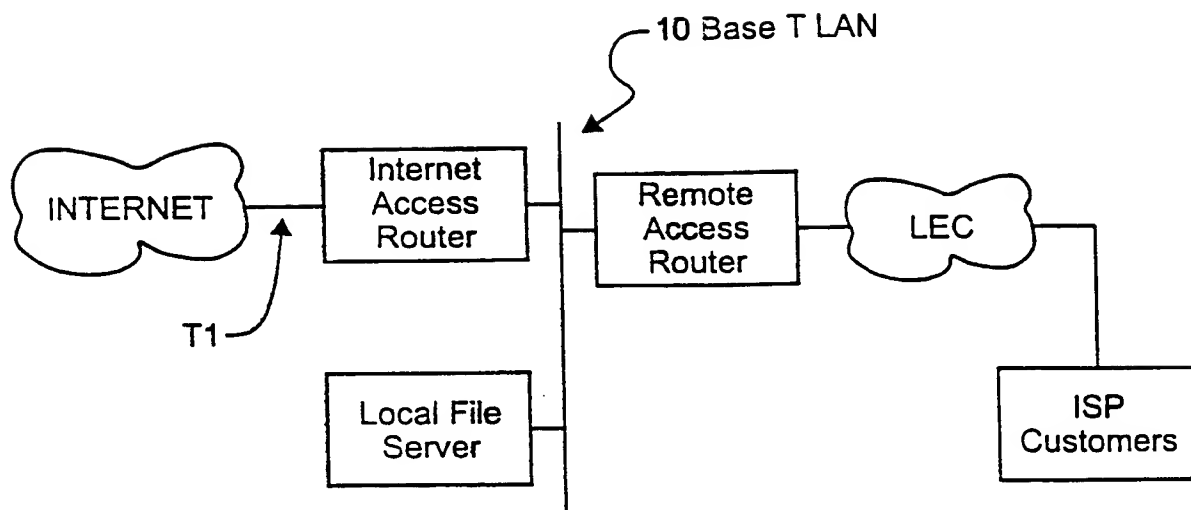 10 Base T LAN
INTERNET
Internet
Access
Router
Remote
Access
Router
LEC
T1
Local File
Server
ISP
Customers